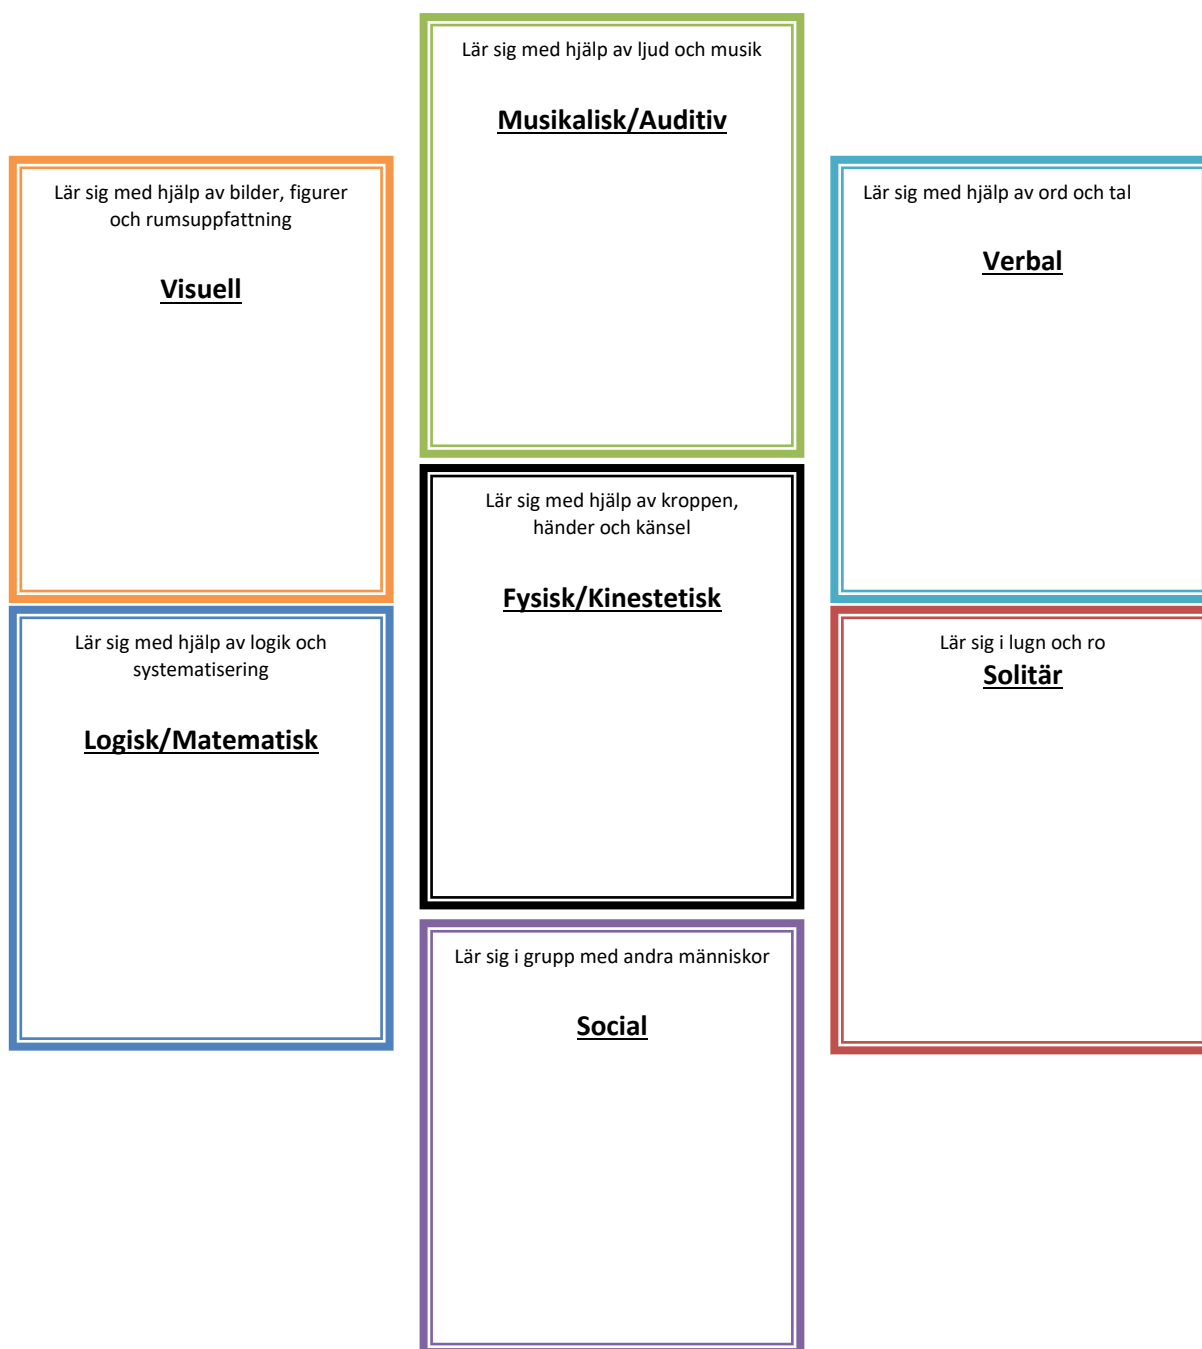 Lär sig med hjälp av ljud och musik
Musikalisk/Auditiv
Lär sig med hjälp av bilder, figurer
och rumsuppfattning
Visuell
Lär sig med hjälp av ord och tal
Verbal
Lär sig med hjälp av kroppen,
händer och känsel
Fysisk/Kinestetisk
Lär sig med hjälp av logik och
systematisering
Logisk/Matematisk
Lär sig i lugn och ro
Solitär
Lär sig i grupp med andra människor
Social